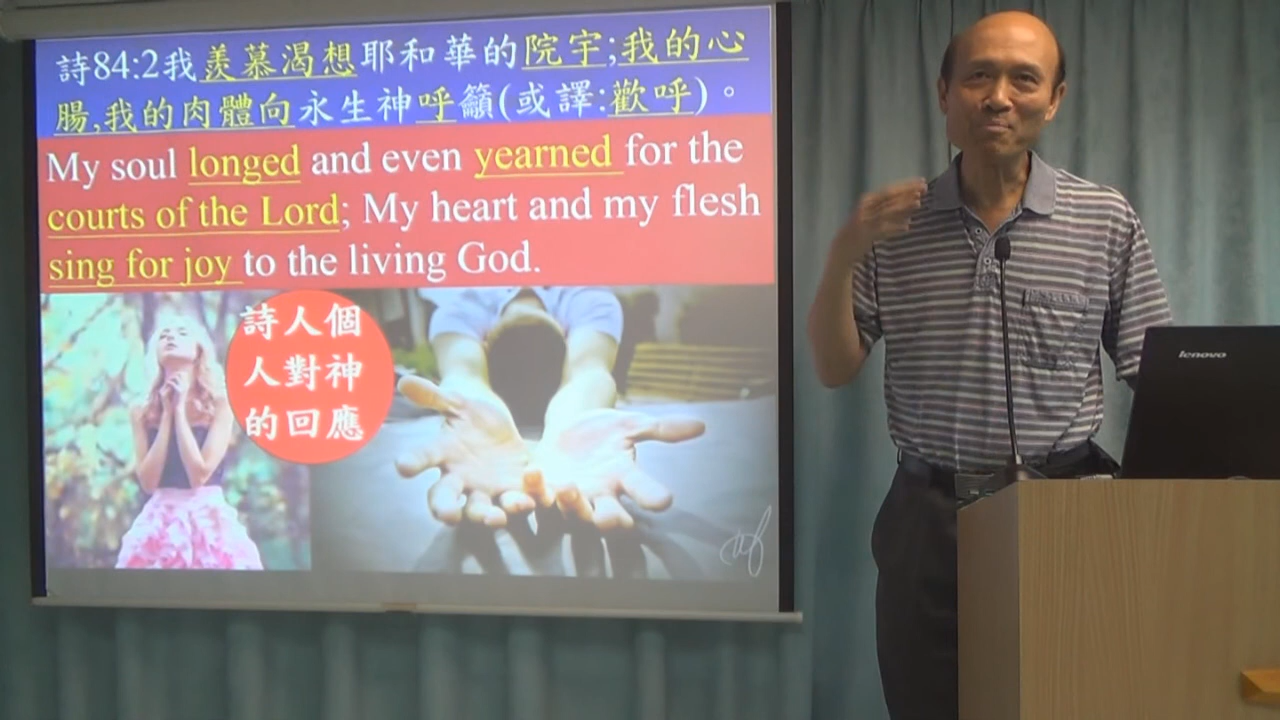 詩84:2我羨慕渴想耶和華的院宇;我的心
腸,我的肉體向永生神呼籲(或譯:歡呼)。
My soul longed and even yearned for the
courts of the Lord; My heart and my flesh
sing for joy to the living God.
詩人個
人對神
的回應
lenovo